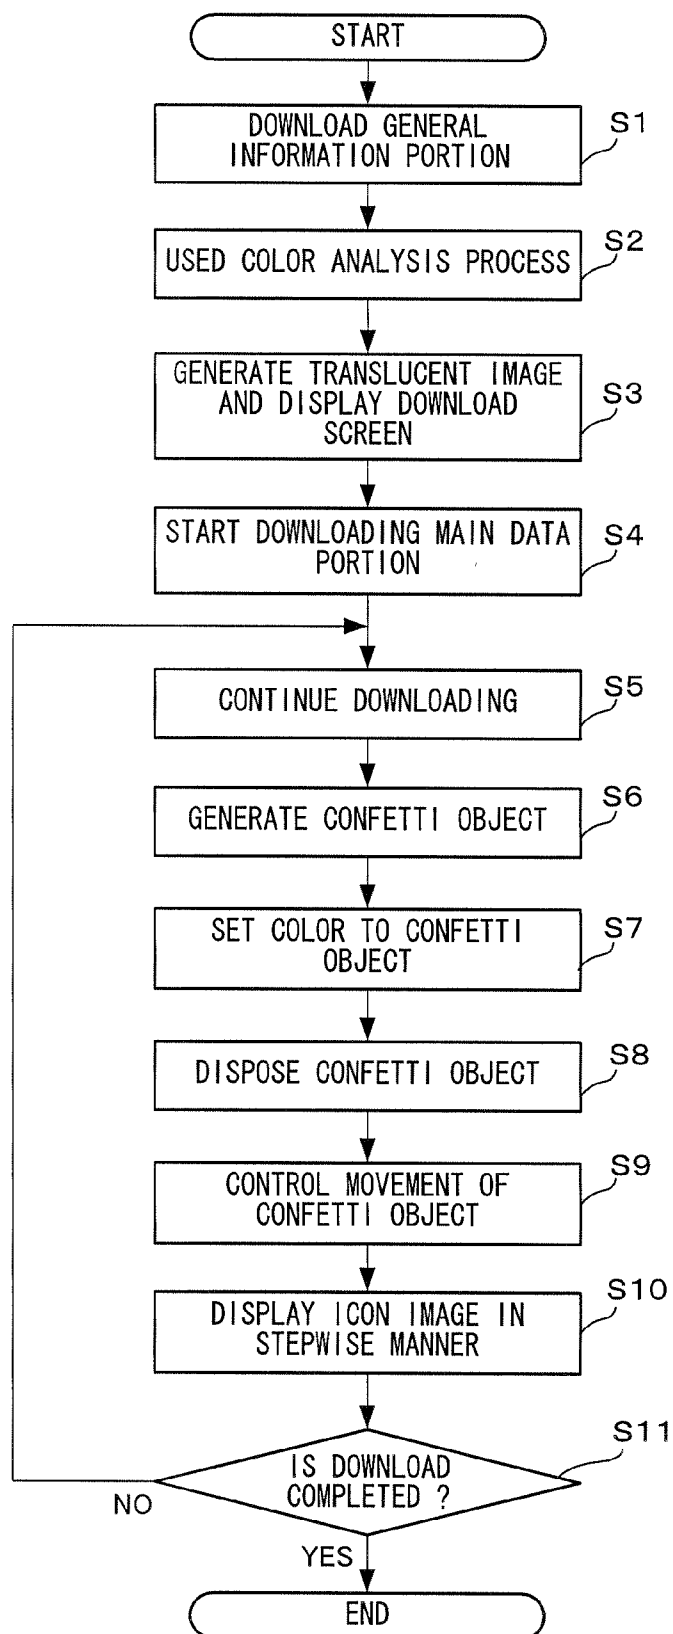 START
DOWNLOAD GENERAL
INFORMATION PORTION
S1
USED COLOR ANALYSIS PROCESS
S2
GENERATE TRANSLUCENT IMAGE
AND DISPLAY DOWNLOAD
SCREEN
S3
START DOWNLOADING MAIN DATA
PORTION
S4
CONTINUE DOWNLOADING
S5
GENERATE CONFETTI OBJECT
S6
SET COLOR TO CONFETTI
OBJECT
S7
DISPOSE CONFETTI OBJECT
S8
CONTROL MOVEMENT OF
CONFETTI OBJECT
S9
DISPLAY ICON IMAGE IN
STEPWISE MANNER
S10
IS DOWNLOAD
COMPLETED ?
S11
NO
YES
END